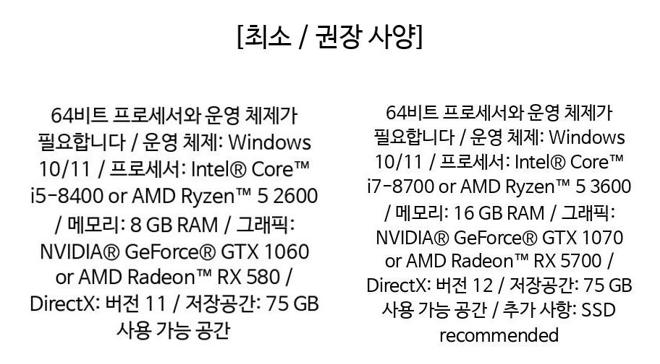 [최소 / 권장 사양]
64비트 프로세서와 운영 체제가
필요합니다 / 운영 체제: Windows
10/11 / 프로세서: Intel® Core™
i5-8400 or AMD Ryzen™ 5 2600
/ 메모리: 8 GB RAM / 그래픽:
NVIDIA® GeForce® GTX 1060
or AMD Radeon™ RX 580 /
DirectX: 버전 11 / 저장공간: 75 GB
사용 가능 공간
64비트 프로세서와 운영 체제가
필요합니다 / 운영 체제: Windows
10/11 / 프로세서: Intel® Core™
i7-8700 or AMD Ryzen™ 5 3600
/ 메모리: 16 GB RAM / 그래픽:
NVIDIA® GeForce® GTX 1070
or AMD Radeon™ RX 5700 /
DirectX: 버전 12 / 저장공간: 75 GB
사용 가능 공간 / 추가 사항: SSD
recommended